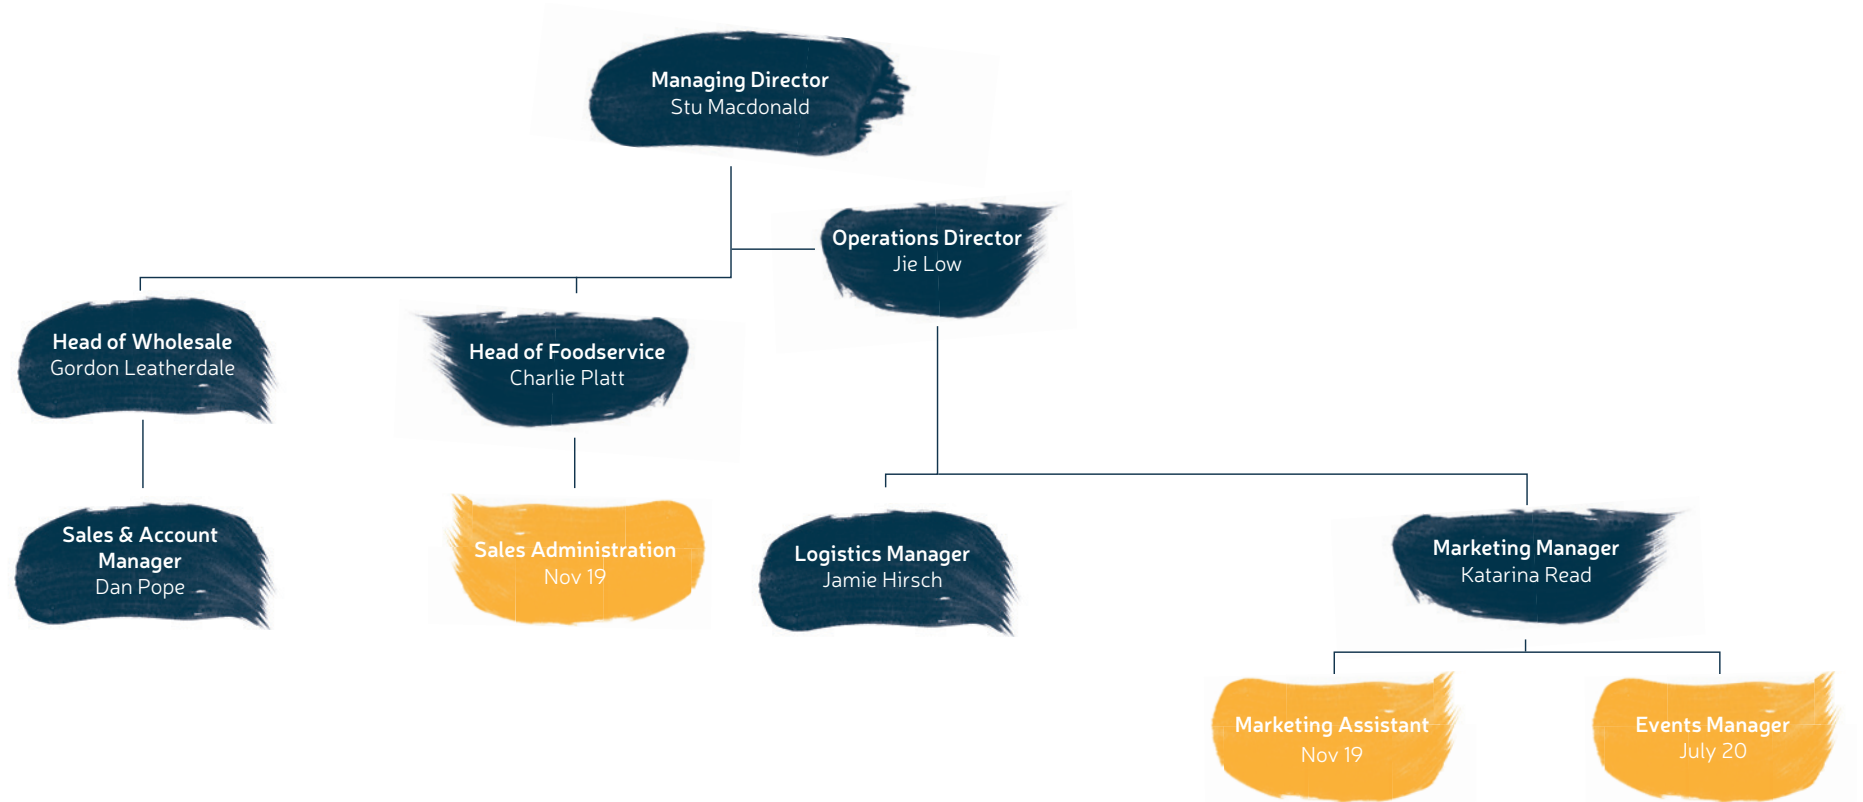 Managing Director
Stu Macdonald
Operations Director
Jie Low
Head of Wholesale
Gordon Leatherdale
Head of Foodservice
Charlie Platt
Sales & Account
Manager
Dan Pope
Sales Administration
Nov 19
Logistics Manager
Jamie Hirsch
Marketing Manager
Katarina Read
Marketing Assistant
Nov 19
Events Manager
July 20